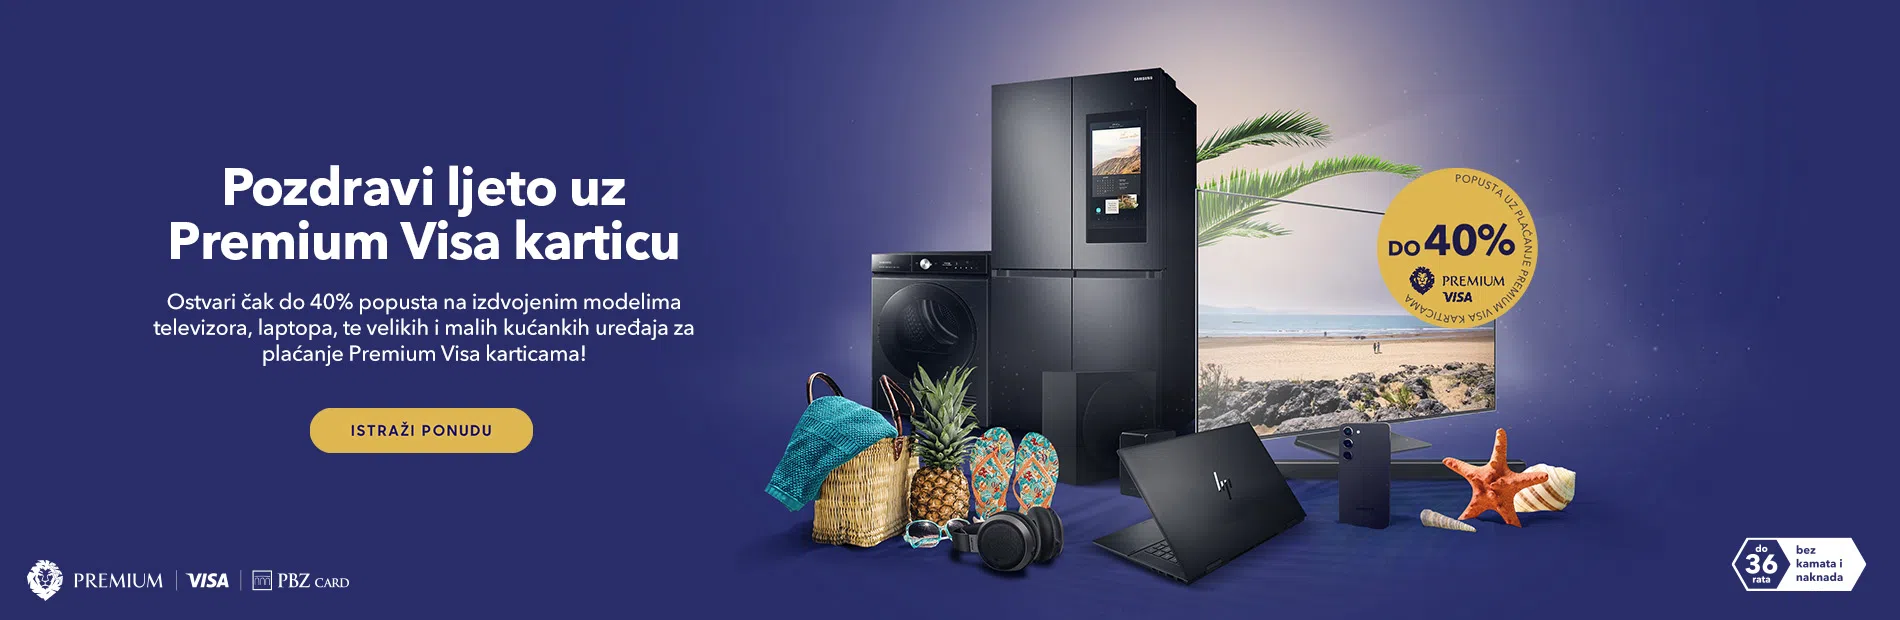 Pozdravi ljeto uz
Premium Visa karticu
Ostvari čak do 40% popusta na izdvojenim modelima
televizora, laptopa, te velikih i malih kućankih uređaja za
plaćanje Premium Visa karticama!
ISTRAŽI PONUDU
SAMSUNG
POPUSTA UZ PLAĆANJE PREMIUM VISA KARTICAMA
DO 40%
PREMIUM
VISA
hp
PREMIUM | VISA | PBZ CARD
do
36
rata
bez
kamata i
naknada